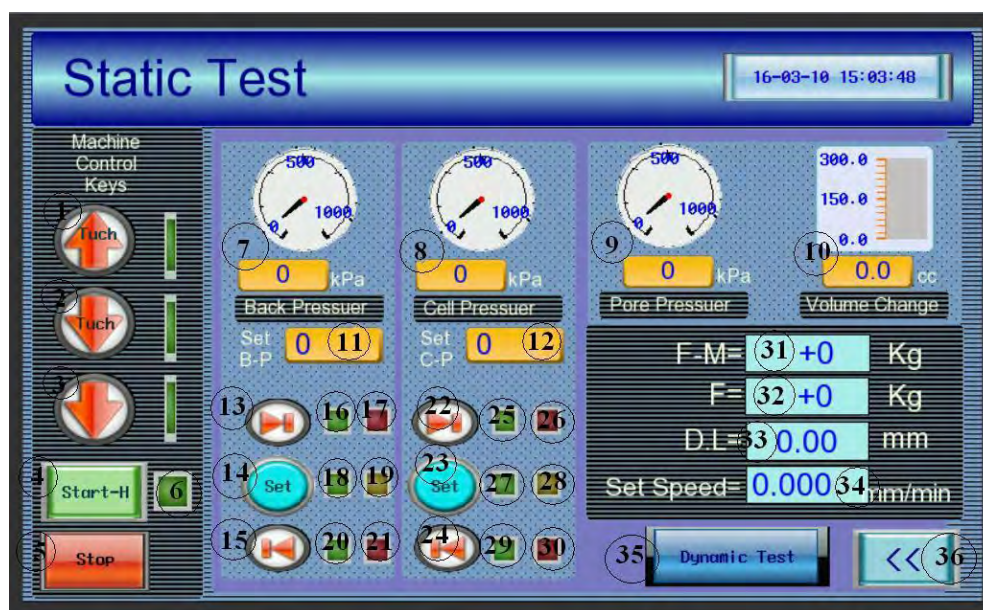 Static Test
16-03-10 15:03:48
Machine
Control
Keys
1
Tuch
2
Tuch
3
4
Start-H
6
5
Stop
500
1000
0
7
0 kPa
Back Pressuer
Set
B-P
0 11
13
16 17
14
Set
18 19
15
20 21
500
1000
0
8
0 kPa
Cell Pressuer
Set
C-P
0 12
22
25 26
23
Set
27 28
24
29 30
500
1000
0
9
0 kPa
Pore Pressuer
300.0
150.0
0.0
10
0.0 cc
Volume Change
F-M= 31 +0 Kg
F= 32 +0 Kg
D.L= 33 0.00 mm
Set Speed= 0.000 34 mm/min
35 Dynamic Test
<< 36